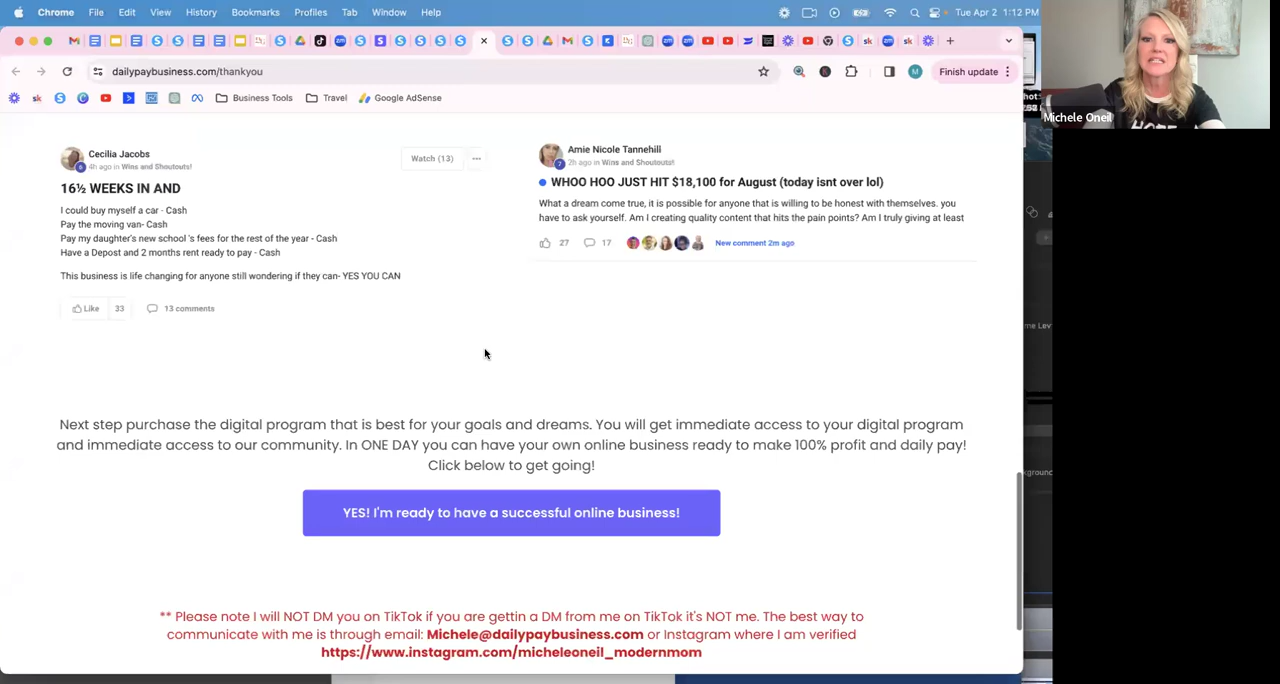 Chrome File Edit View History Bookmarks Profiles Tab Window Help
Tue Apr 2 1:12 PM
dailypaybusiness.com/thankyou
Finish update
Business Tools
Travel
Google AdSense
Michele Oneil
Cecilia Jacobs
4h ago in Wins and Shoutouts!
Watch (13)
16½ WEEKS IN AND
I could buy myself a car - Cash
Pay the moving van- Cash
Pay my daughter's new school 's fees for the rest of the year - Cash
Have a Depost and 2 months rent ready to pay - Cash
This business is life changing for anyone still wondering if they can- YES YOU CAN
Like 33 13 comments
Arnie Nicole Tannehill
2h ago in Wins and Shoutouts!
WHOO HOO JUST HIT $18,100 for August (today isnt over lol)
What a dream come true, it is possible for anyone that is willing to be honest with themselves. you
have to ask yourself. Am I creating quality content that hits the pain points? Am I truly giving at least
27 17 New comment 2m ago
Next step purchase the digital program that is best for your goals and dreams. You will get immediate access to your digital program
and immediate access to our community. In ONE DAY you can have your own online business ready to make 100% profit and daily pay!
Click below to get going!
YES! I'm ready to have a successful online business!
** Please note I will NOT DM you on TikTok if you are gettin a DM from me on TikTok it's NOT me. The best way to
communicate with me is through email: Michele@dailypaybusiness.com or Instagram where I am verified
https://www.instagram.com/micheleoneil_modernmom